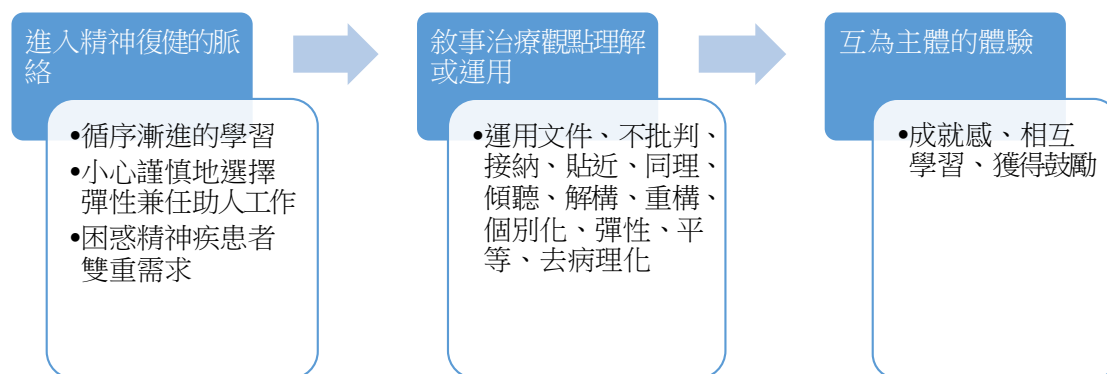 進入精神復健的脈
絡
•循序漸進的學習
•小心謹慎地選擇
彈性兼任助人工作
•困惑精神疾患者
雙重需求
敘事治療觀點理解
或運用
•運用文件、不批判、
接納、貼近、同理、
傾聽、解構、重構、
個別化、彈性、平
等、去病理化
互為主體的體驗
•成就感、相互
學習、獲得鼓勵